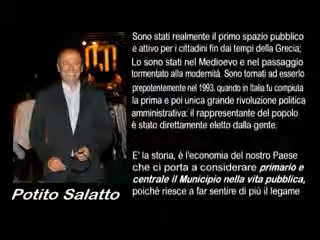 Sono stati realmente il primo spazio pubblico
e attivo per i cittadini fin dai tempi della Grecia;
Lo sono stati nel Medioevo e nel passaggio
tormentato alla modernità. Sono tornati ad esserlo
prepotentemente nel 1993, quando in Italia fu compiuta
la prima e poi unica grande rivoluzione politica
amministrativa: il rappresentante del popolo
è stato direttamente eletto dalla gente.
E' la storia, è l'economia del nostro Paese
che ci porta a considerare primario e
centrale il Municipio nella vita pubblica,
poichè riesce a far sentire di più il legame
Potito Salatto